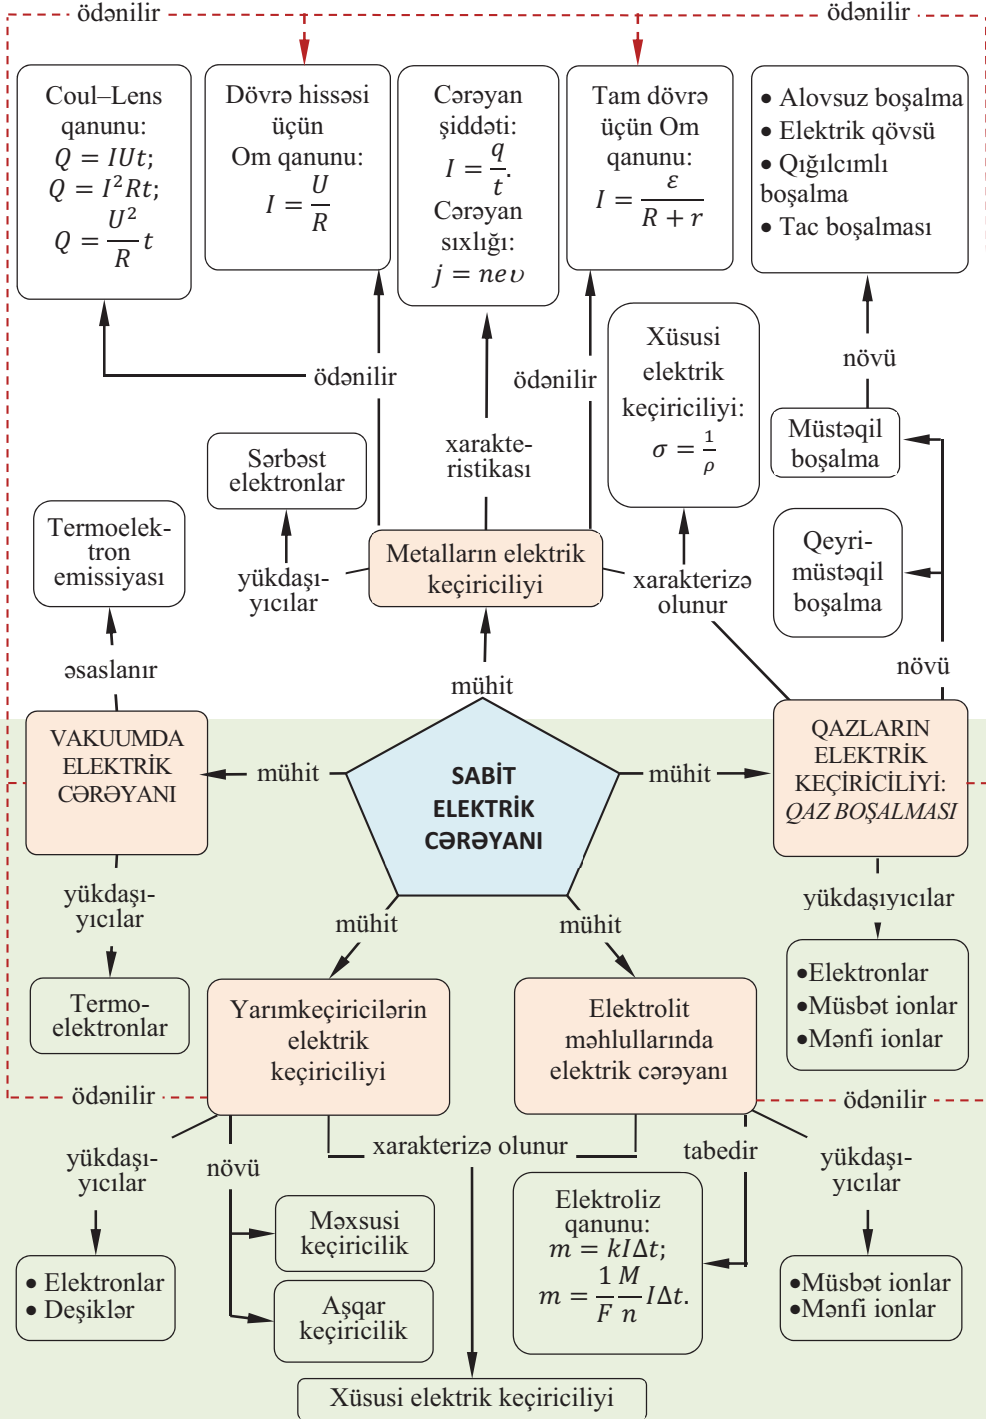 ödənilir
ödənilir
Coul–Lens
qanunu:
Q = IUt;
Q = I²Rt;
Q = U²/R t
Dövrə hissəsi
üçün
Om qanunu:
I = U/R
Cərəyan
şiddəti:
I = q/t.
Cərəyan
sıxlığı:
j = neυ
Tam dövrə
üçün Om
qanunu:
I = ε/(R + r)
• Alovsuz boşalma
• Elektrik qövsü
• Qığılcımlı
boşalma
• Tac boşalması
ödənilir
xarakte-
ristikası
ödənilir
Xüsusi
elektrik
keçiriciliyi:
σ = 1/ρ
növü
Müstəqil
boşalma
Sərbəst
elektronlar
Termoelek-
tron
emissiyası
yükdaşı-
yıcılar
Metalların elektrik
keçiriciliyi
xarakterizə
olunur
Qeyri-
müstəqil
boşalma
əsaslanır
mühit
növü
VAKUUMDA
ELEKTRİK
CƏRƏYANI
mühit
SABİT
ELEKTRİK
CƏRƏYANI
mühit
QAZLARIN
ELEKTRİK
KEÇİRİCİLİYİ:
QAZ BOŞALMASI
yükdaşı-
yıcılar
mühit
mühit
yükdaşıyıcılar
Termo-
elektronlar
Yarımkeçiricilərin
elektrik
keçiriciliyi
Elektrolit
məhlullarında
elektrik cərəyanı
•Elektronlar
•Müsbət ionlar
•Mənfi ionlar
ödənilir
ödənilir
yükdaşı-
yıcılar
növü
xarakterizə olunur
tabedir
yükdaşı-
yıcılar
Məxsusi
keçiricilik
Elektroliz
qanunu:
m = kIΔt;
m = 1/F M/n IΔt.
• Elektronlar
• Deşiklər
Aşqar
keçiricilik
•Müsbət ionlar
•Mənfi ionlar
Xüsusi elektrik keçiriciliyi